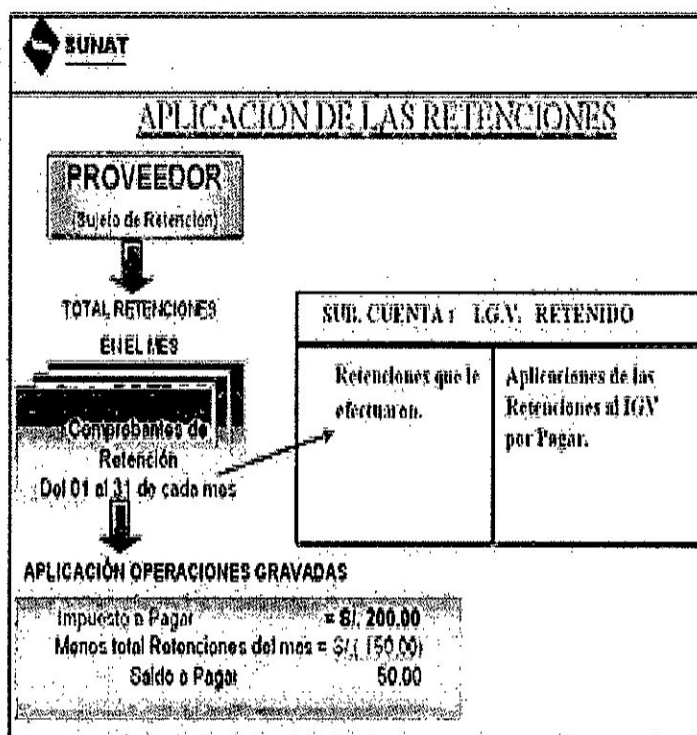 SUNAT
APLICACIÓN DE LAS RETENCIONES
PROVEEDOR
(Sujeto de Retención)
TOTAL RETENCIONES
EN EL MES
Comprobantes de
Retención
Del 01 al 31 de cada mes
SUB. CUENTA : I.G.V. RETENIDO
Retenciones que le
efectuaron.
Aplicaciones de las
Retenciones al IGV
por Pagar.
APLICACIÓN OPERACIONES GRAVADAS
Impuesto a Pagar = S/. 200.00
Menos total Retenciones del mes = S/.( 150.00)
Saldo a Pagar 50.00